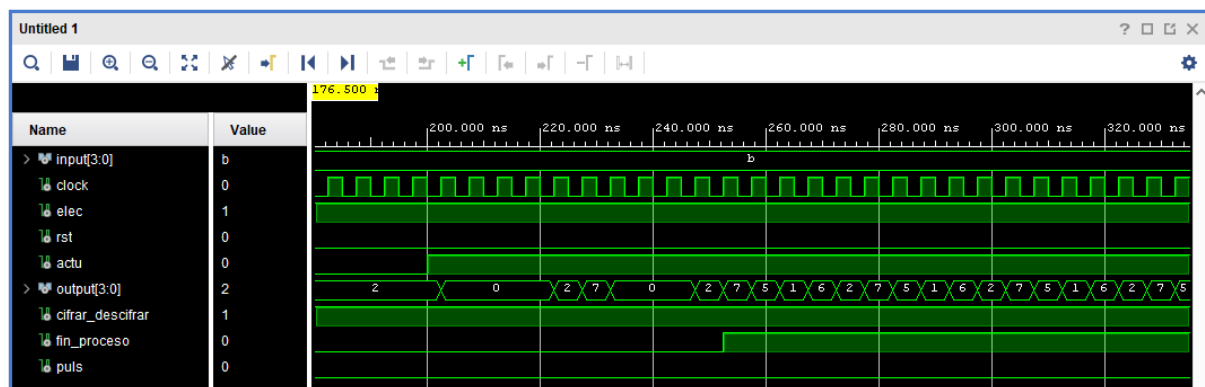 Untitled 1
176.500
Name Value
200.000 ns 220.000 ns 240.000 ns 260.000 ns 280.000 ns 300.000 ns 320.000 ns
input[3:0] b b
clock 0
elec 1
rst 0
actu 0
output[3:0] 2 2 0 2 7 0 2 7 5 1 6 2 7 5 1 6 2 7 5 1 6 2 7 5
cifrar_descifrar 1
fin_proceso 0
puls 0